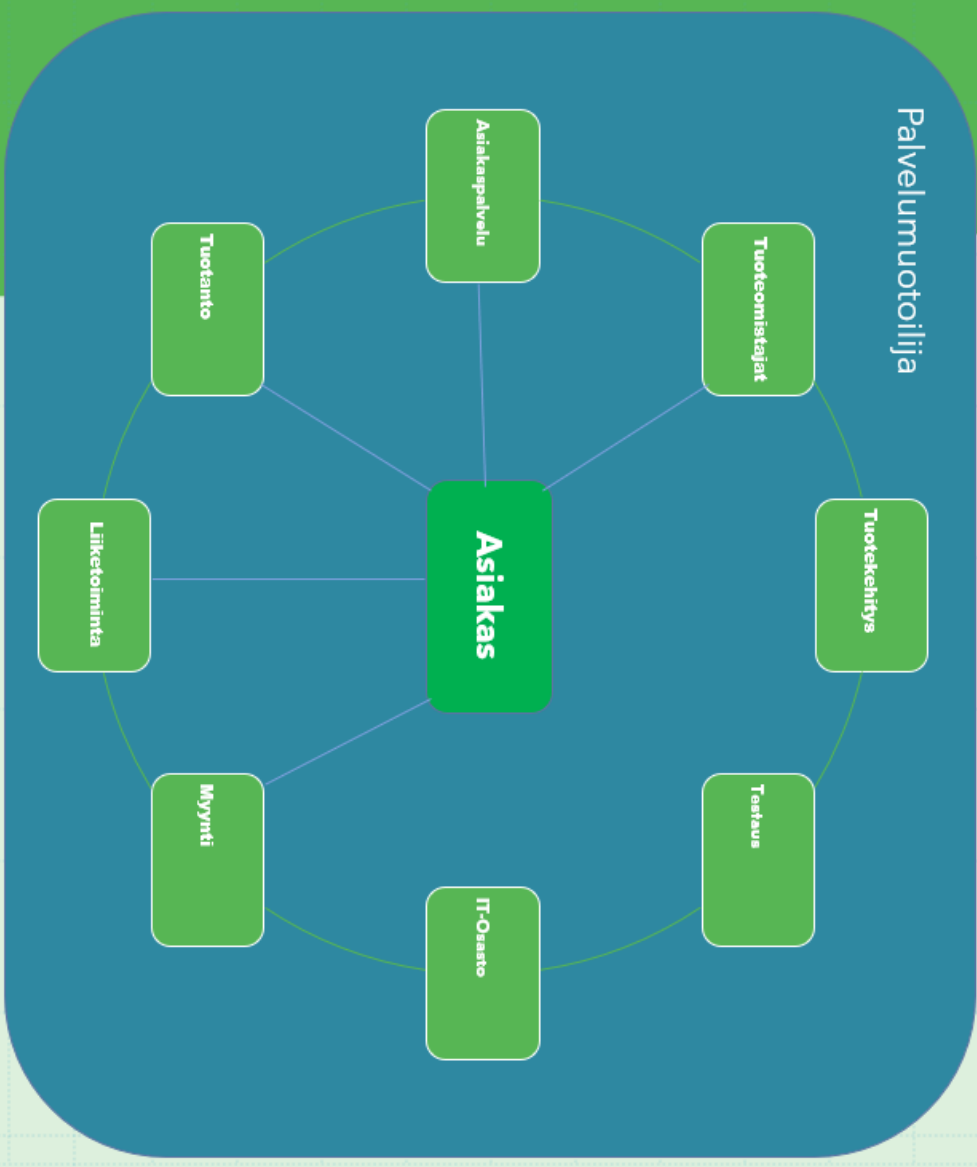 Palvelumuotoilija
Tuotekehitys
Tuoteomistajat
Testaus
Asiakaspalvelu
Asiakas
IT-Osasto
Tuotanto
Myynti
Liiketoiminta